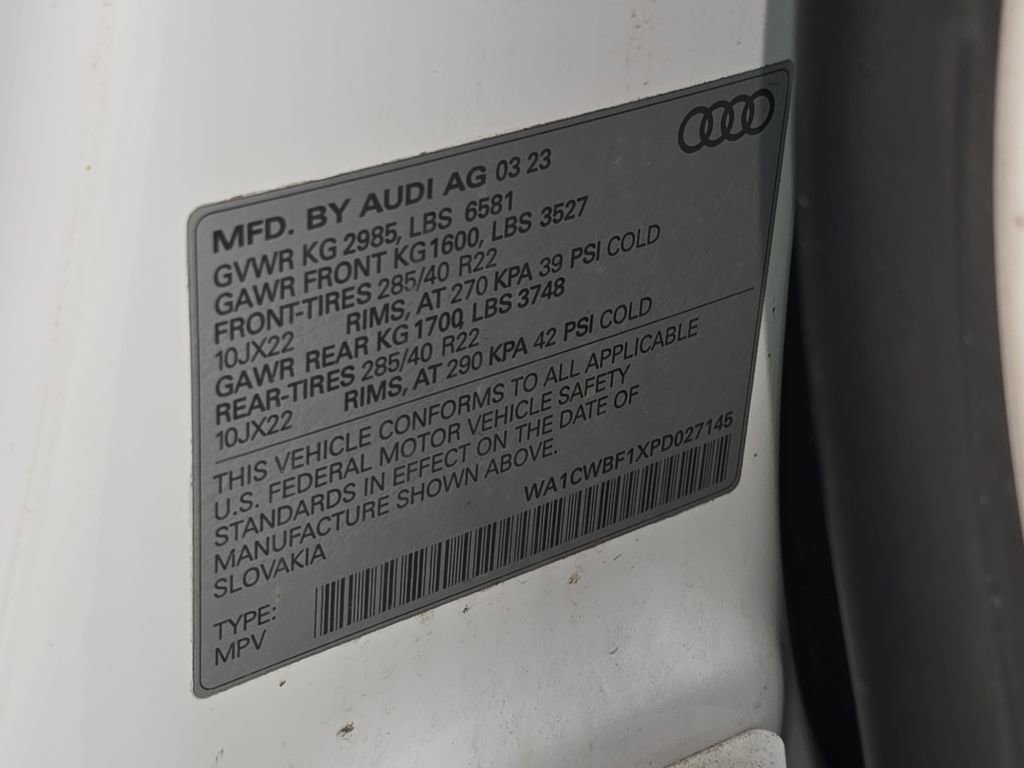 MFD. BY AUDI AG 03 23
GVWR KG 2985, LBS 6581
GAWR FRONT KG1600, LBS 3527
FRONT-TIRES 285/40 R22
10JX22 RIMS, AT 270 KPA 39 PSI COLD
GAWR REAR KG 1700, LBS 3748
REAR-TIRES 285/40 R22
10JX22 RIMS, AT 290 KPA 42 PSI COLD
THIS VEHICLE CONFORMS TO ALL APPLICABLE
U.S. FEDERAL MOTOR VEHICLE SAFETY
STANDARDS IN EFFECT ON THE DATE OF
MANUFACTURE SHOWN ABOVE.
SLOVAKIA
WA1CWBF1XPD027145
TYPE:
MPV